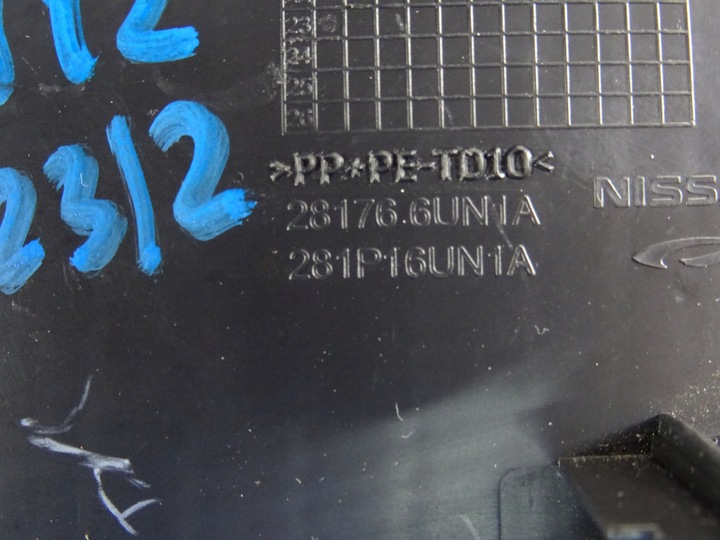 2312
>PP+PE-TD10<
28176 6UN1A
281P1 6UN1A
NISS